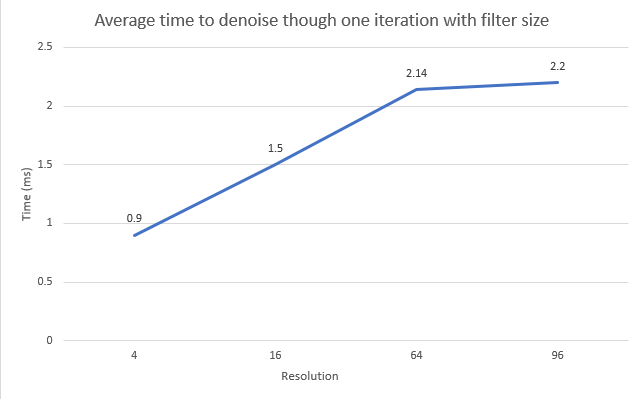 Average time to denoise though one iteration with filter size
2.5
2
1.5
1
0.5
0
Time (ms)
0.9
1.5
2.14
2.2
4 16 64 96
Resolution